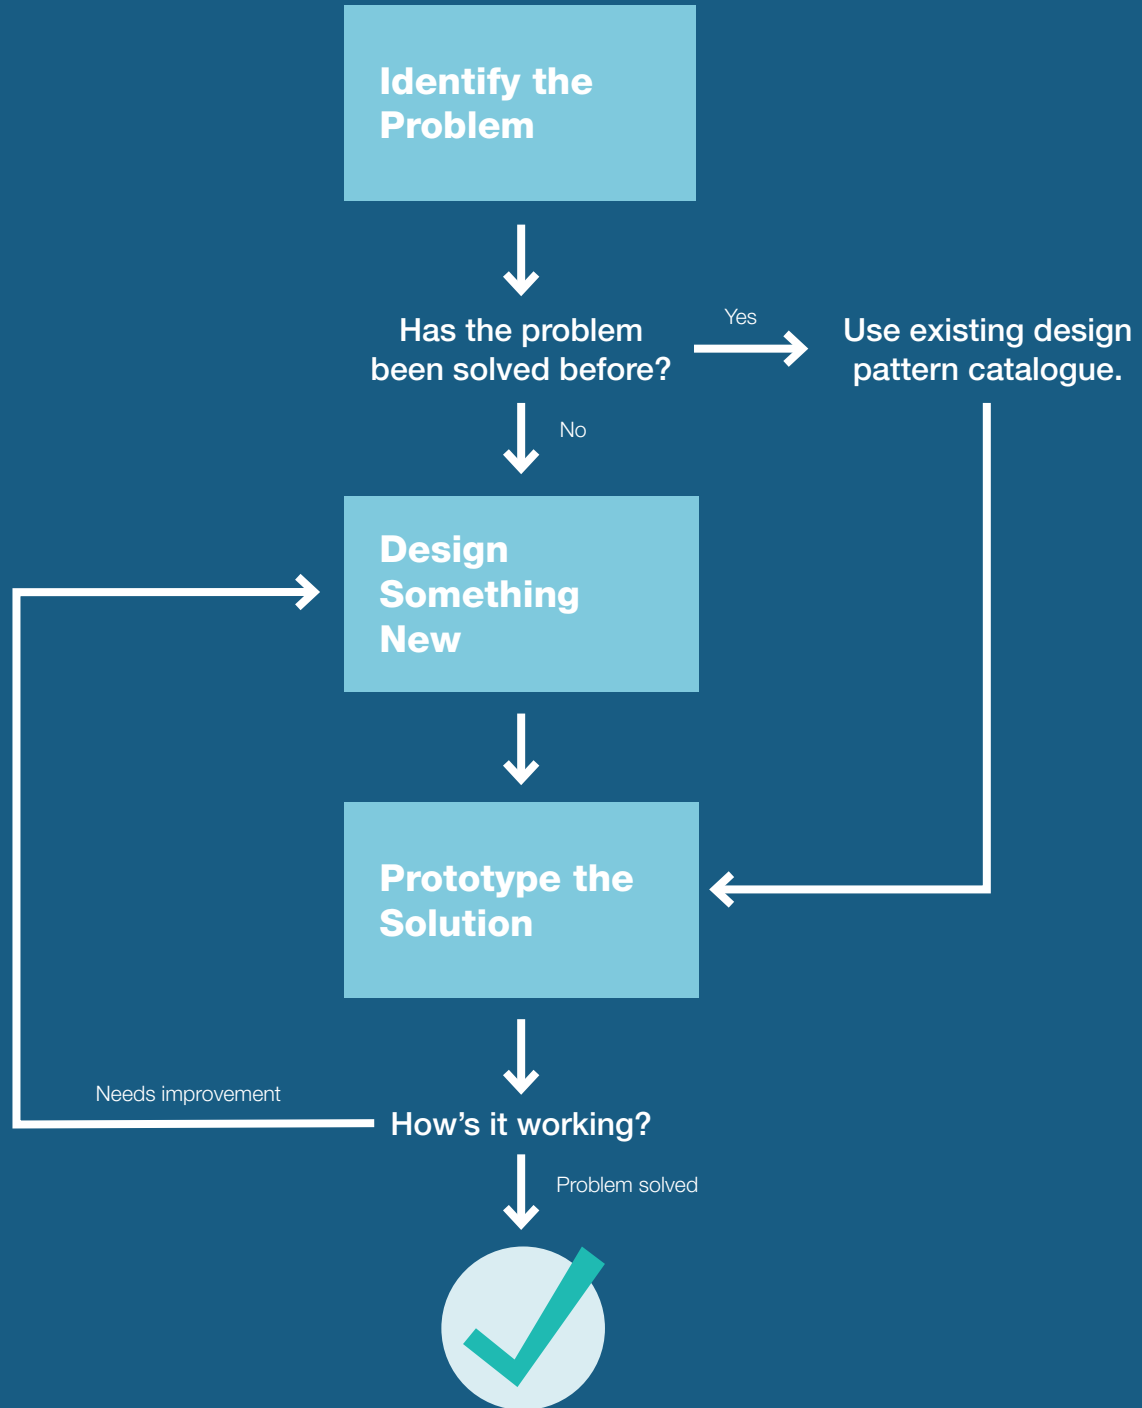 Identify the
Problem
Has the problem
been solved before?
Yes
Use existing design
pattern catalogue.
No
Design
Something
New
Prototype the
Solution
Needs improvement
How’s it working?
Problem solved